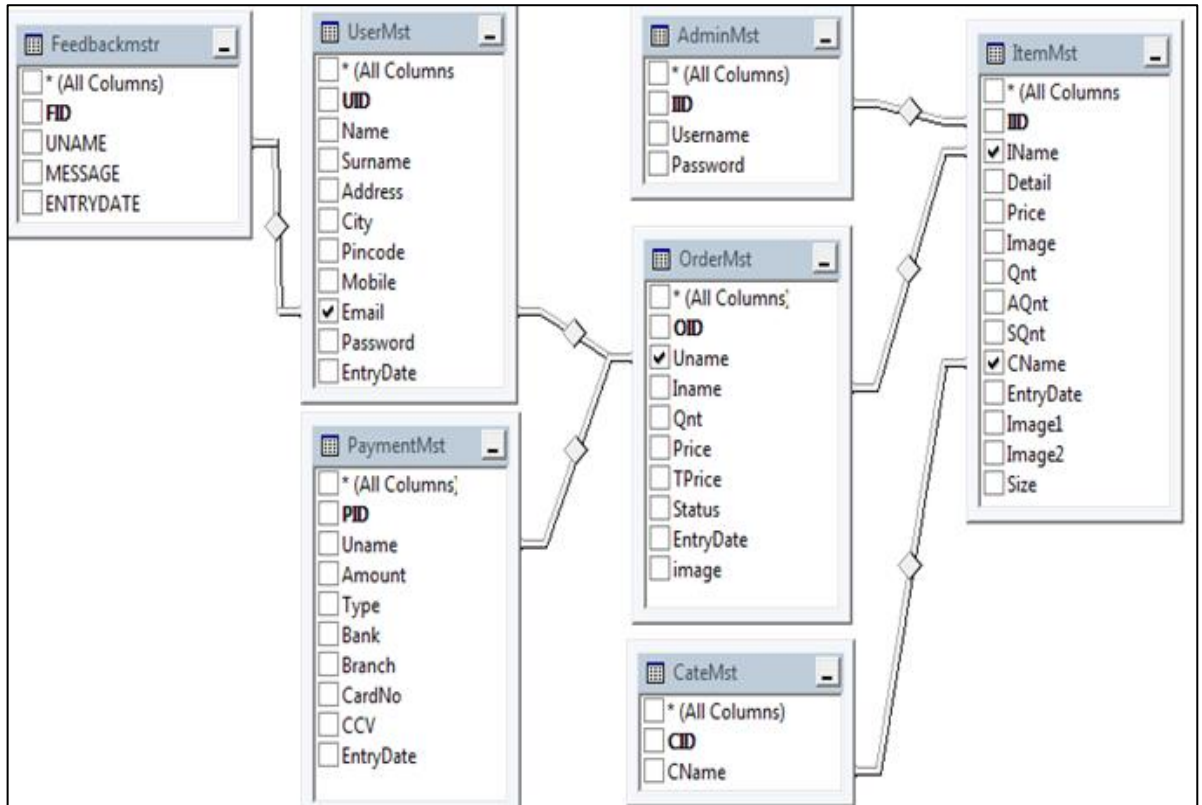 Feedbackmstr
* (All Columns)
FID
UNAME
MESSAGE
ENTRYDATE
UserMst
* (All Columns
UID
Name
Surname
Address
City
Pincode
Mobile
Email
Password
EntryDate
PaymentMst
* (All Columns)
PID
Uname
Amount
Type
Bank
Branch
CardNo
CCV
EntryDate
AdminMst
* (All Columns)
IID
Username
Password
OrderMst
* (All Columns)
OID
Uname
Iname
Qnt
Price
TPrice
Status
EntryDate
image
CateMst
* (All Columns)
CID
CName
ItemMst
* (All Columns
IID
IName
Detail
Price
Image
Qnt
AQnt
SQnt
CName
EntryDate
Image1
Image2
Size